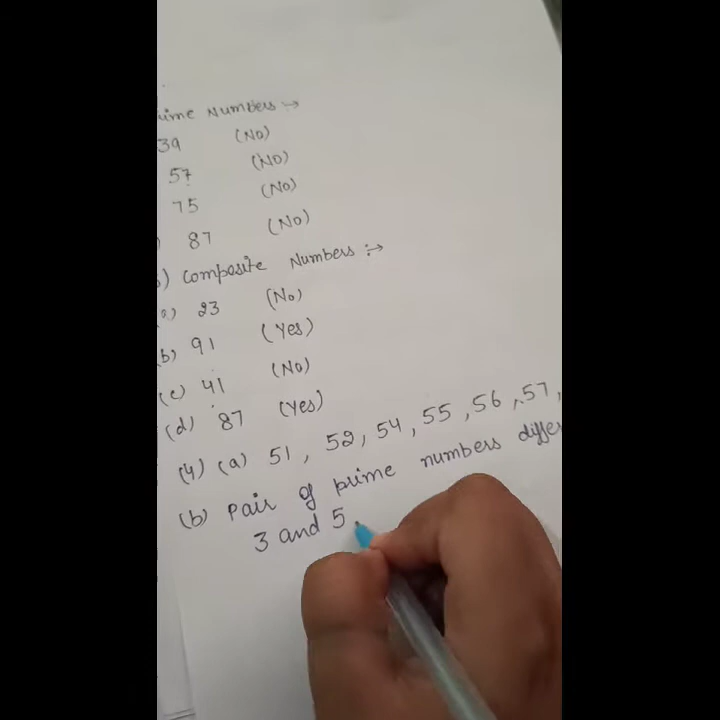 ime Numbers :→
39 (No)
57 (No)
75 (No)
) 87 (No)
) Composite Numbers :→
(a) 23 (No)
(b) 91 (Yes)
(c) 41 (No)
(d) 87 (Yes)
(4) (a) 51, 52, 54, 55, 56, 57,
(b) Pair of prime numbers differ
3 and 5